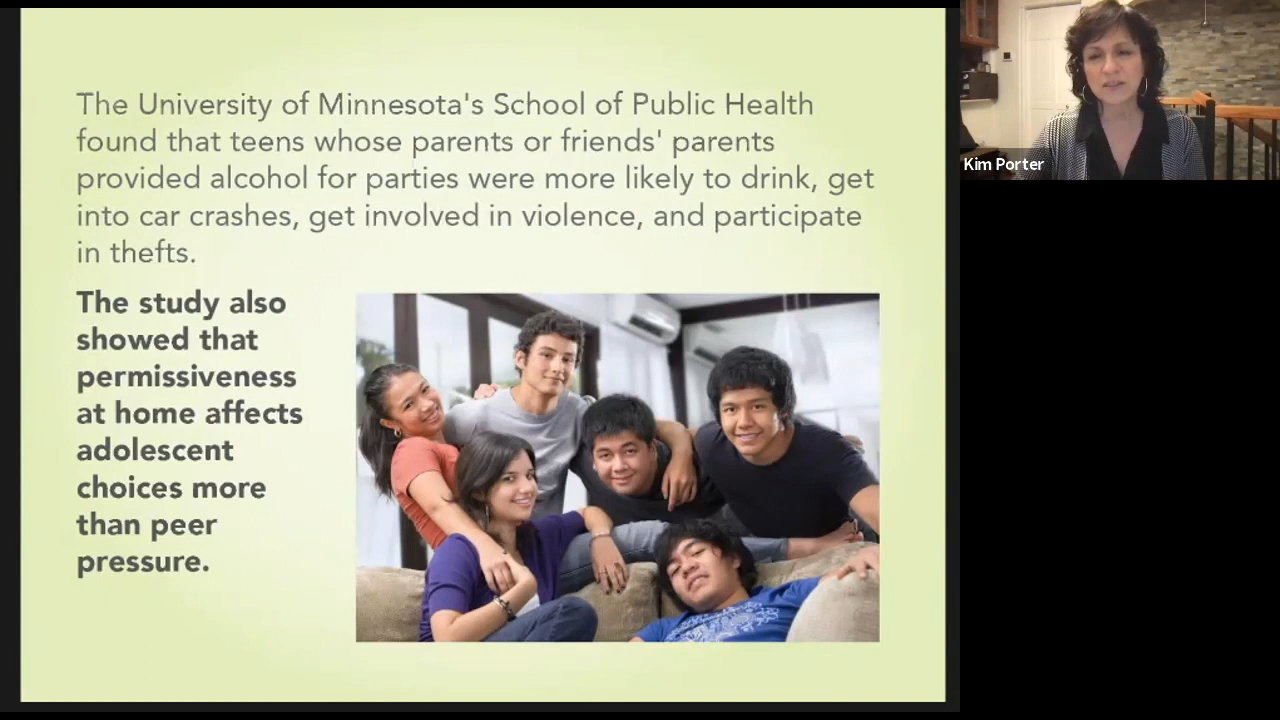 The University of Minnesota's School of Public Health
found that teens whose parents or friends' parents
provided alcohol for parties were more likely to drink, get
into car crashes, get involved in violence, and participate
in thefts.
The study also
showed that
permissiveness
at home affects
adolescent
choices more
than peer
pressure.
Kim Porter